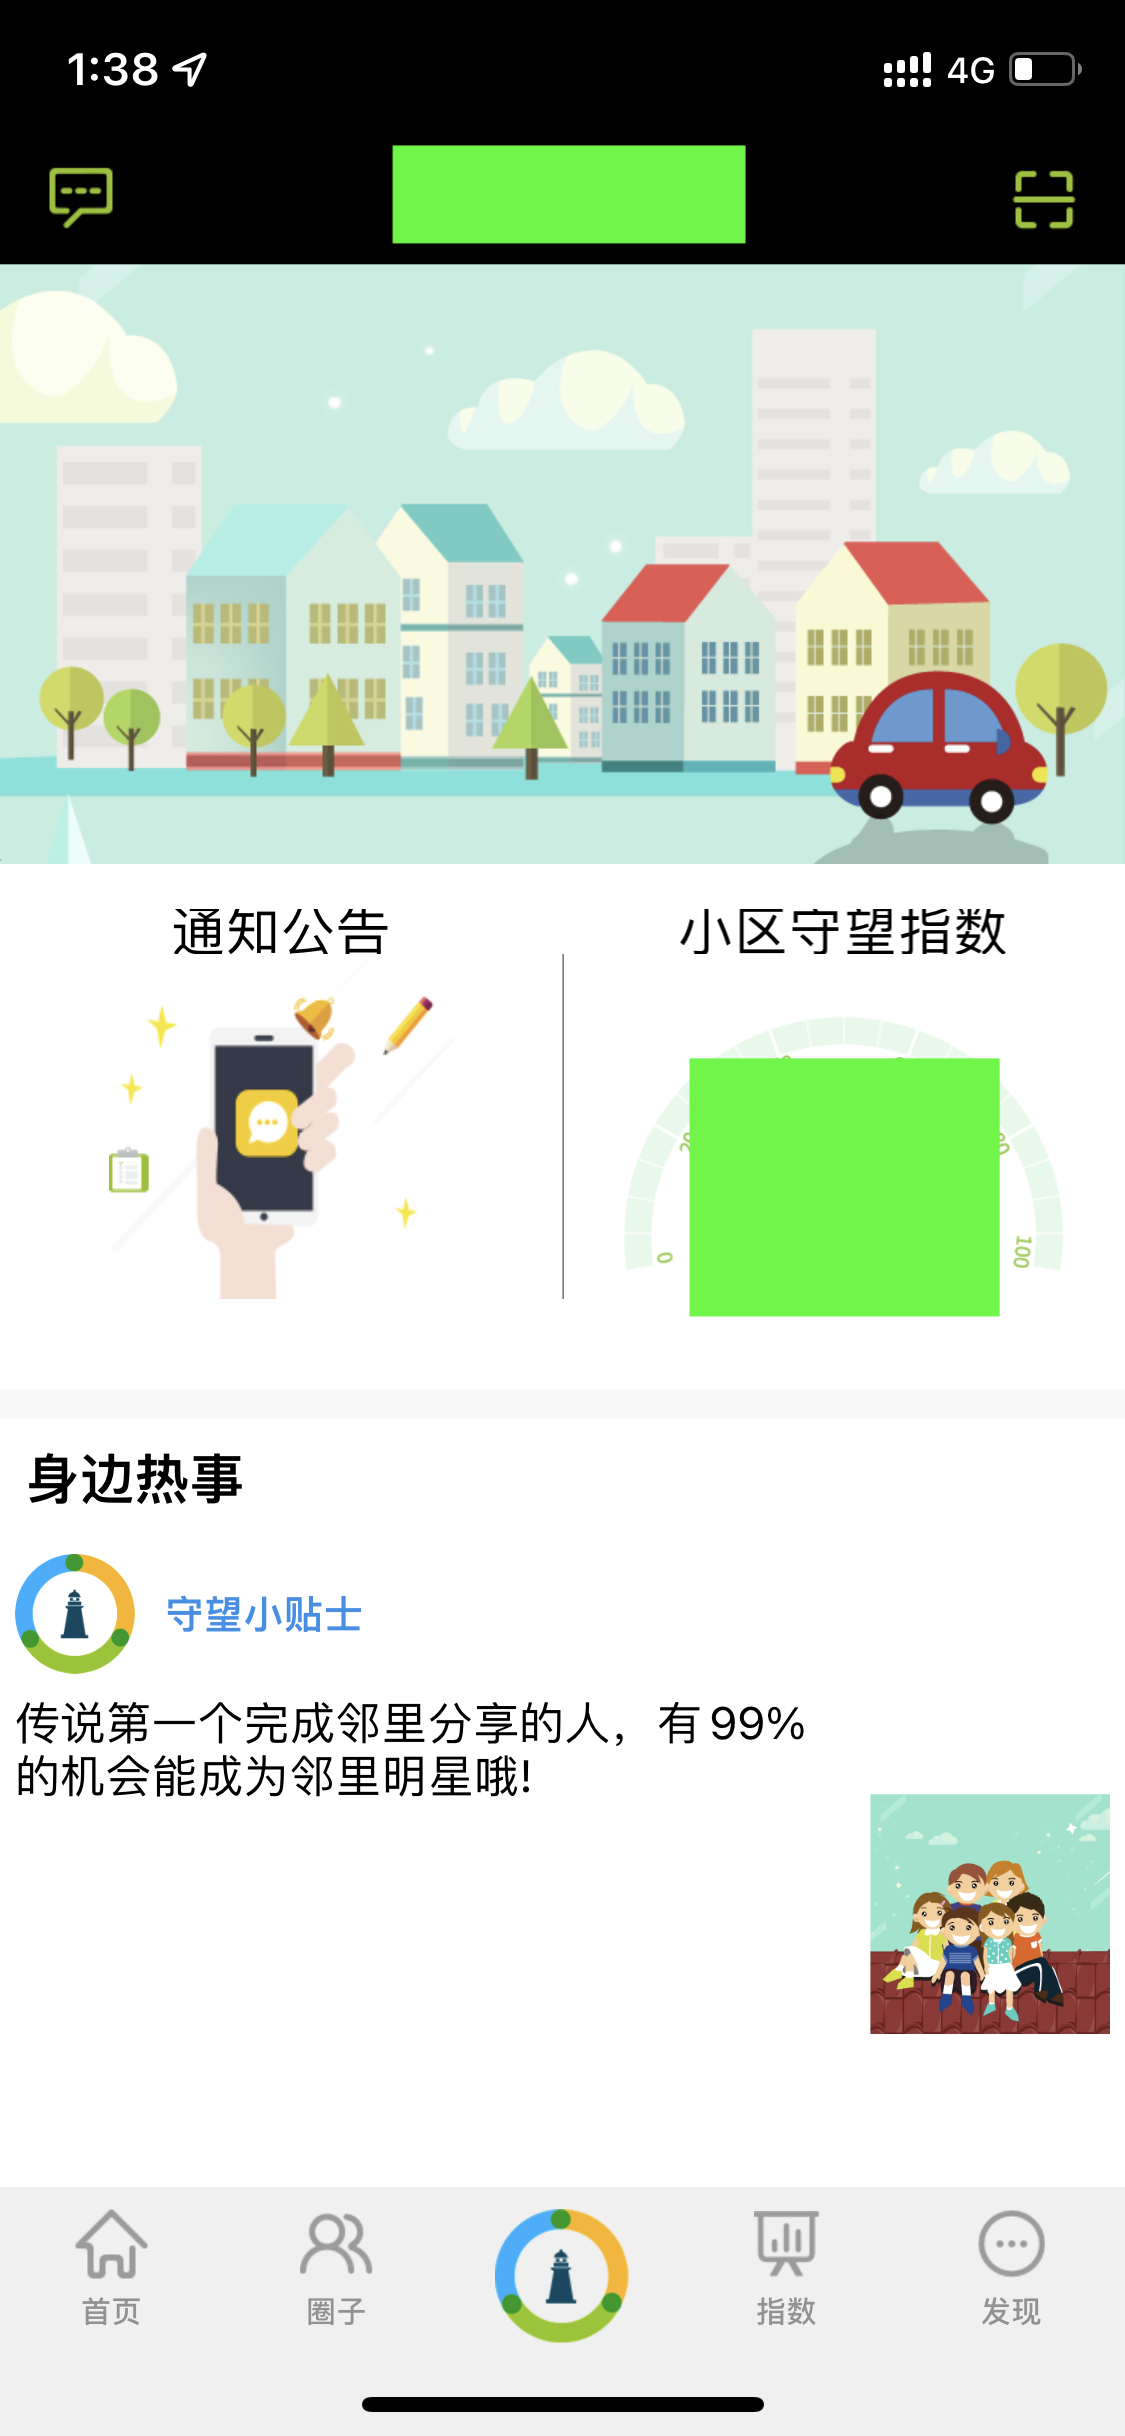 1:38 4G
通知公告 小区守望指数
0
100
身边热事
守望小贴士
传说第一个完成邻里分享的人，有99%
的机会能成为邻里明星哦!
首页 圈子 指数 发现